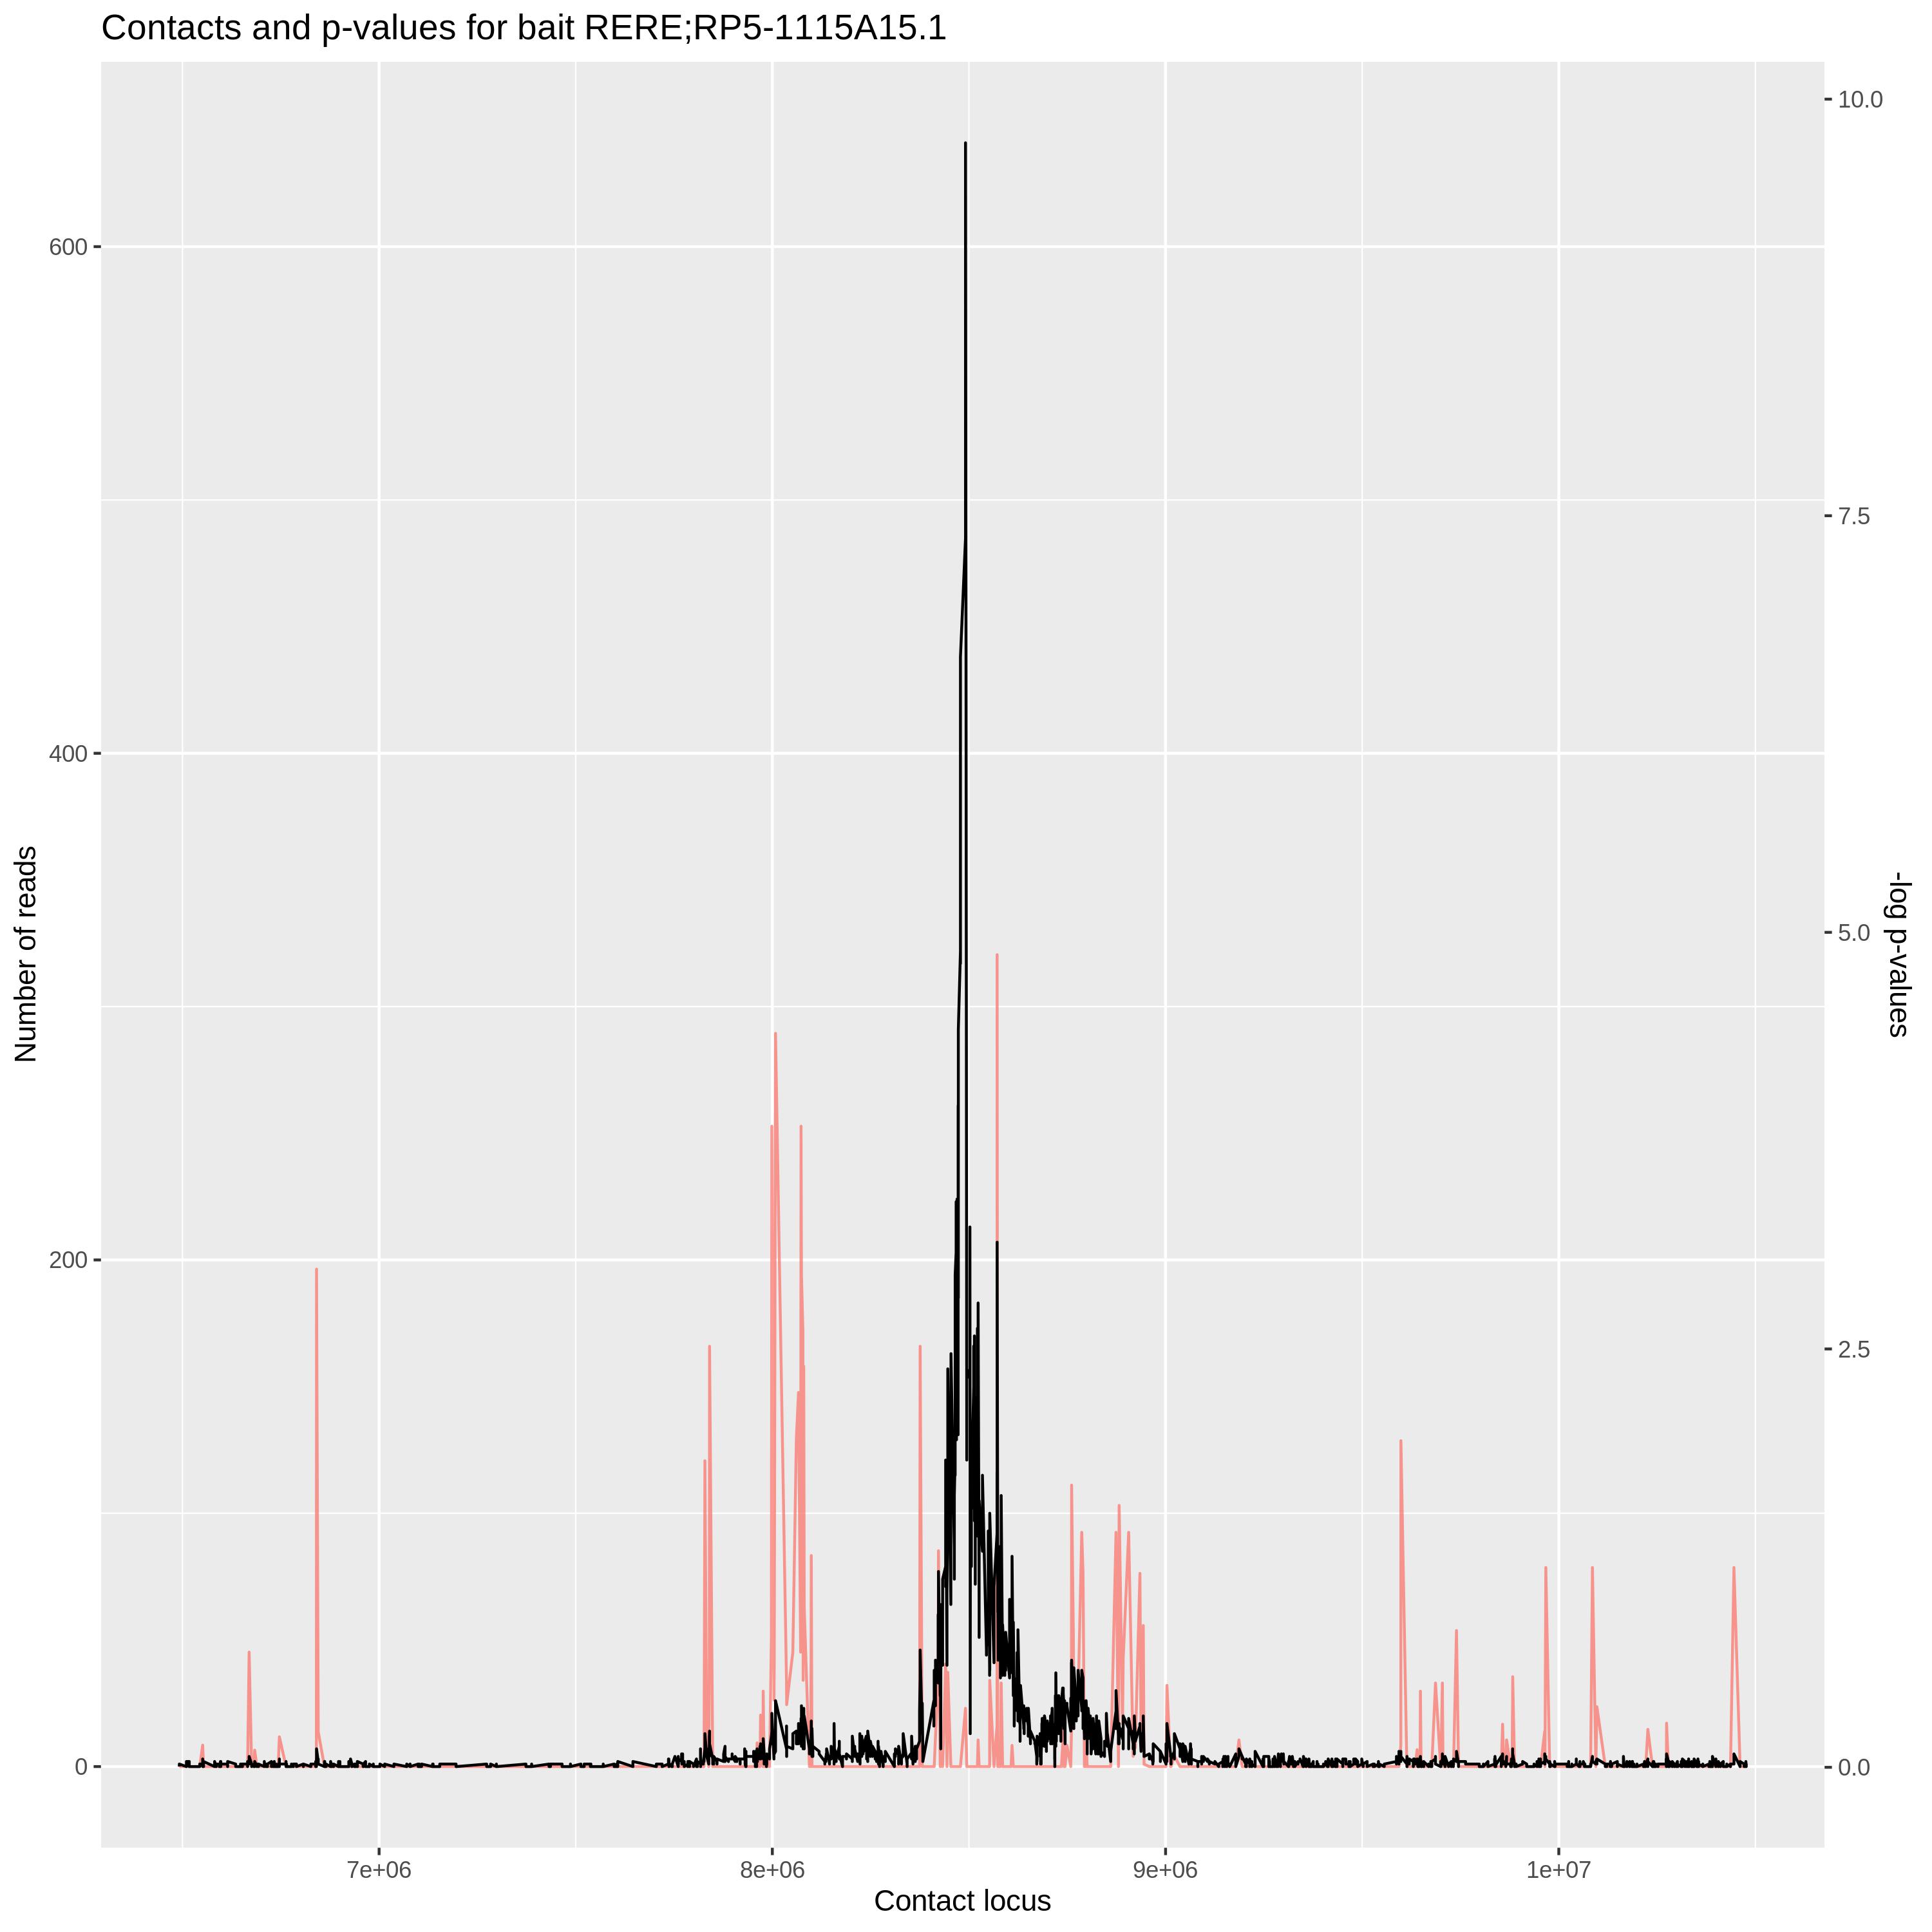 Contacts and p-values for bait RERE;RP5-1115A15.1
10.0
600
7.5
400
5.0
Number of reads
-log p-values
200
2.5
0
0.0
7e+06 8e+06 9e+06 1e+07
Contact locus